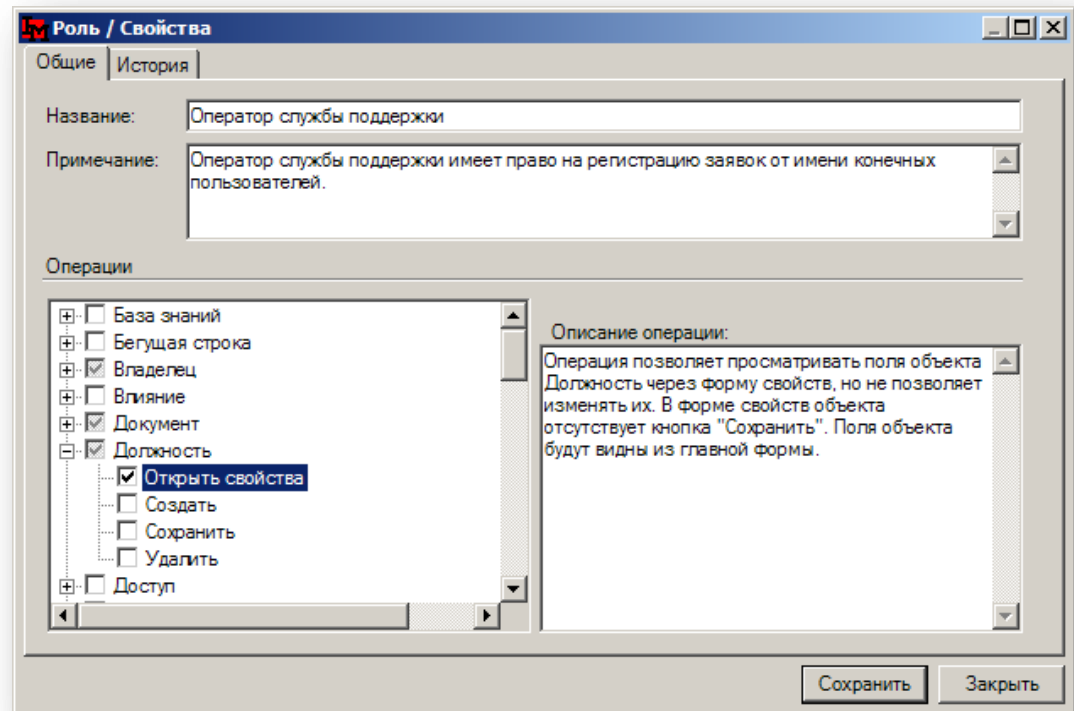 Роль / Свойства
Общие
История
Название:
Оператор службы поддержки
Примечание:
Оператор службы поддержки имеет право на регистрацию заявок от имени конечных
пользователей.
Операции
База знаний
Бегущая строка
Владелец
Влияние
Документ
Должность
Открыть свойства
Создать
Сохранить
Удалить
Доступ
Описание операции:
Операция позволяет просматривать поля объекта
Должность через форму свойств, но не позволяет
изменять их. В форме свойств объекта
отсутствует кнопка "Сохранить". Поля объекта
будут видны из главной формы.
Сохранить
Закрыть